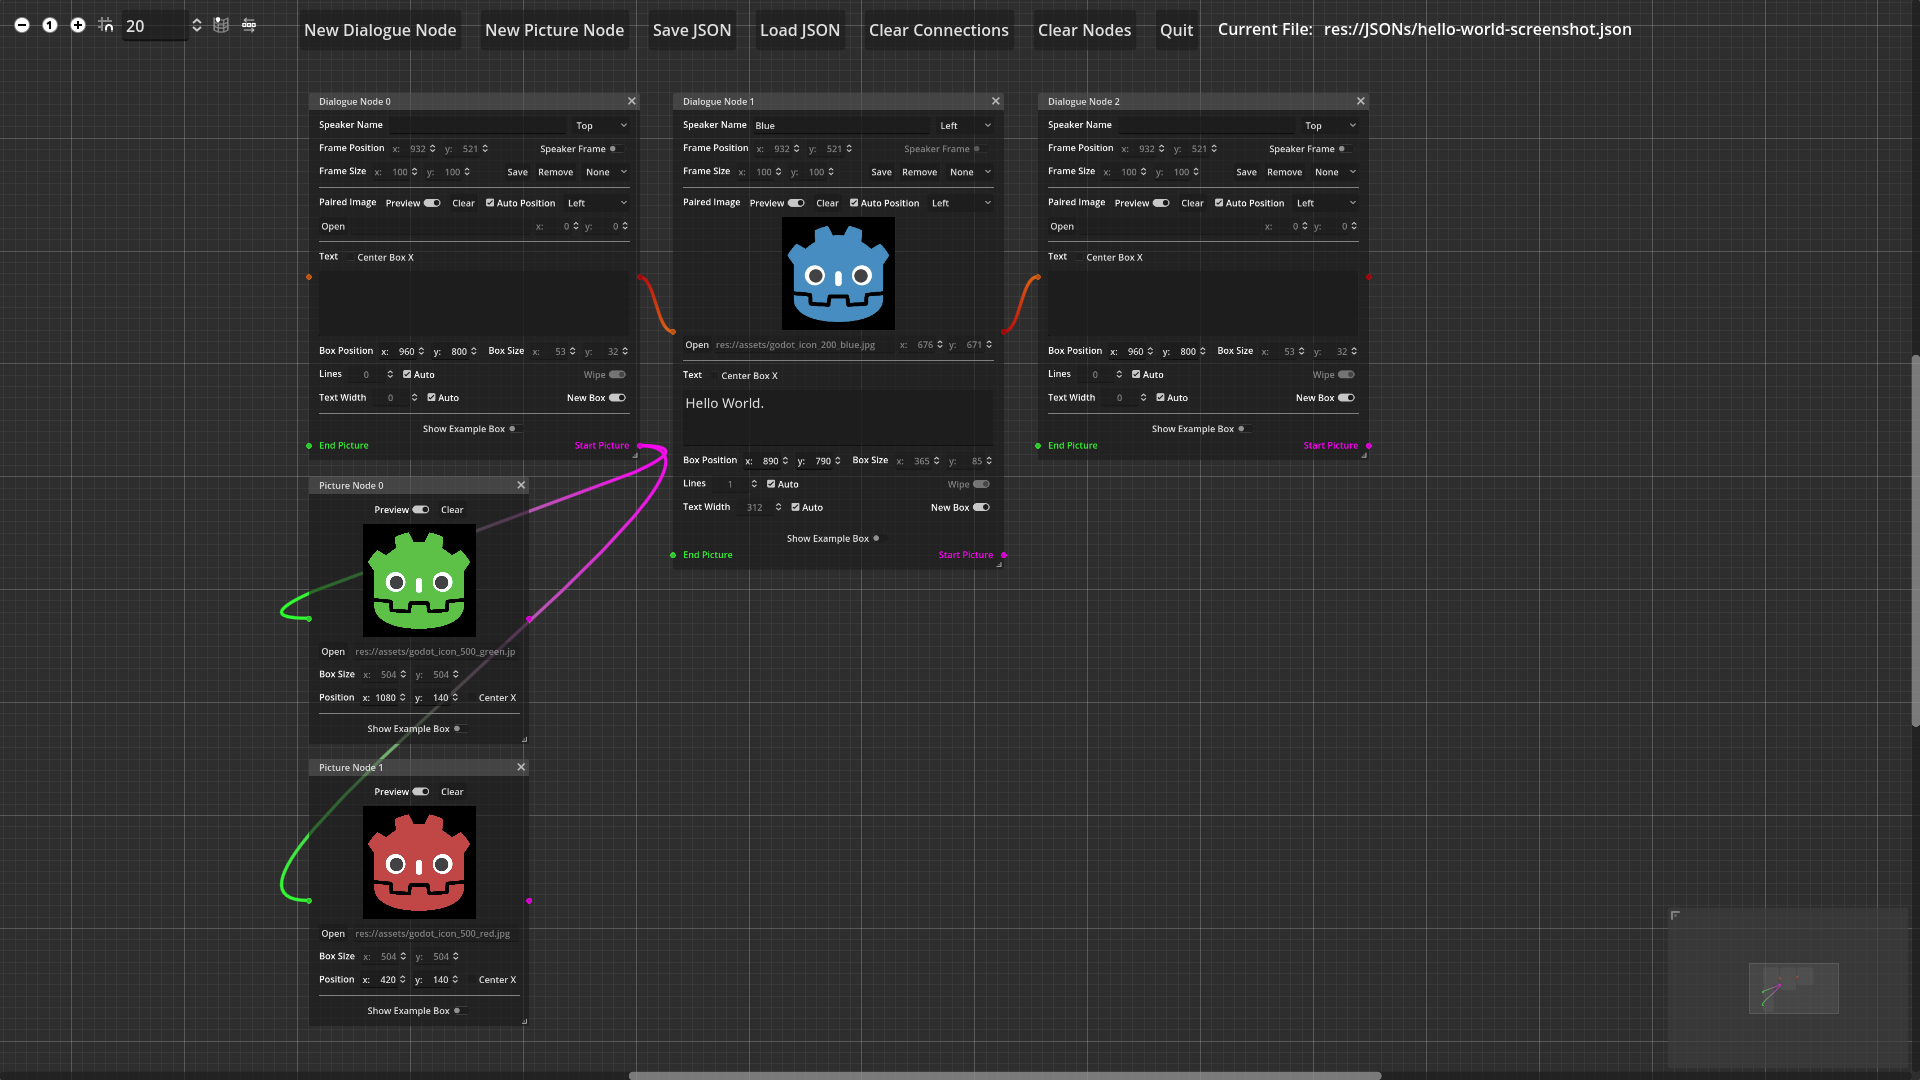 20 New Dialogue Node New Picture Node Save JSON Load JSON Clear Connections Clear Nodes Quit Current File: res://JSONs/hello-world-screenshot.json
Dialogue Node 0
Speaker Name Top
Frame Position x: 932 y: 521 Speaker Frame
Frame Size x: 100 y: 100 Save Remove None
Paired Image Preview Clear Auto Position Left
Open x: 0 y: 0
Text Center Box X
Box Position x: 960 y: 800 Box Size x: 53 y: 32
Lines 0 Auto Wipe
Text Width 0 Auto New Box
Show Example Box
End Picture Start Picture
Dialogue Node 1
Speaker Name Blue Left
Frame Position x: 932 y: 521 Speaker Frame
Frame Size x: 100 y: 100 Save Remove None
Paired Image Preview Clear Auto Position Left
Open res://assets/godot_icon_200_blue.jpg x: 676 y: 671
Text Center Box X
Hello World.
Box Position x: 890 y: 790 Box Size x: 365 y: 85
Lines 1 Auto Wipe
Text Width 312 Auto New Box
Show Example Box
End Picture Start Picture
Dialogue Node 2
Speaker Name Top
Frame Position x: 932 y: 521 Speaker Frame
Frame Size x: 100 y: 100 Save Remove None
Paired Image Preview Clear Auto Position Left
Open x: 0 y: 0
Text Center Box X
Box Position x: 960 y: 800 Box Size x: 53 y: 32
Lines 0 Auto Wipe
Text Width 0 Auto New Box
Show Example Box
End Picture Start Picture
Picture Node 0
Preview Clear
Open res://assets/godot_icon_500_green.jp
Box Size x: 504 y: 504
Position x: 1080 y: 140 Center X
Show Example Box
Picture Node 1
Preview Clear
Open res://assets/godot_icon_500_red.jpg
Box Size x: 504 y: 504
Position x: 420 y: 140 Center X
Show Example Box